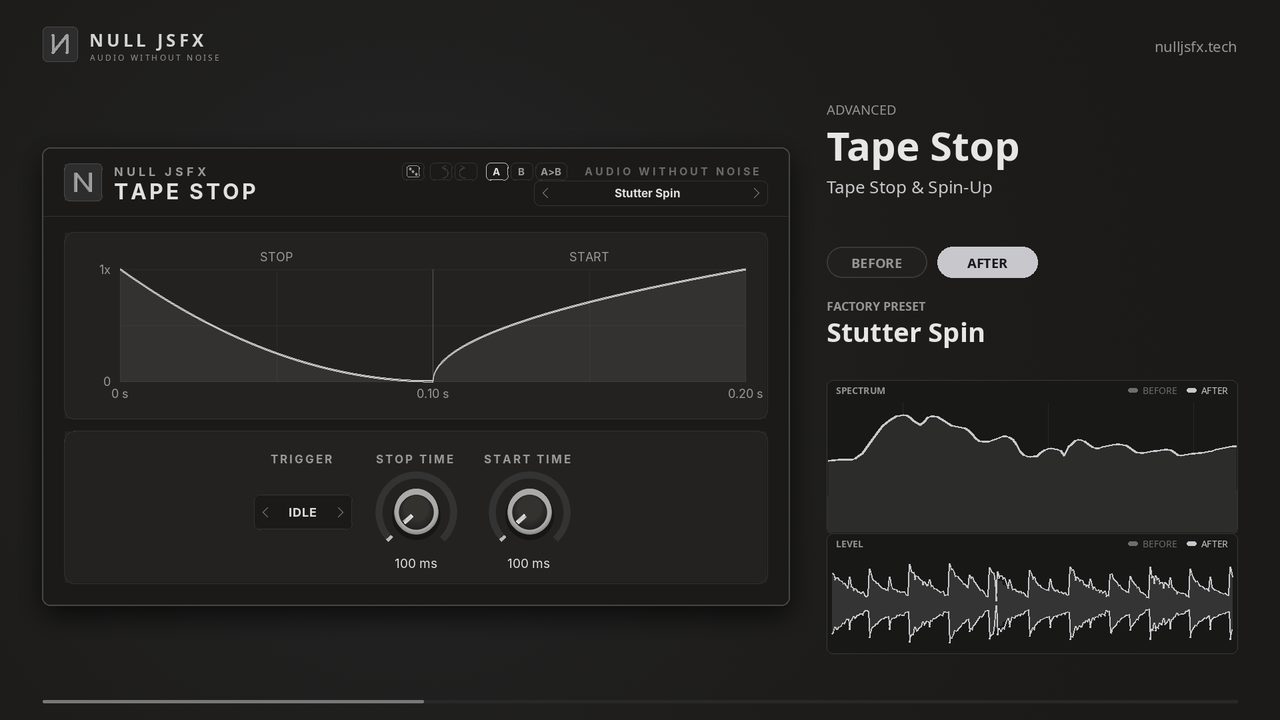 NULL JSFX
AUDIO WITHOUT NOISE
nulljsfx.tech
N
NULL JSFX
TAPE STOP
A
B
A>B
AUDIO WITHOUT NOISE
Stutter Spin
STOP
START
1x
0
0 s
0.10 s
0.20 s
TRIGGER
STOP TIME
START TIME
IDLE
100 ms
100 ms
ADVANCED
Tape Stop
Tape Stop & Spin-Up
BEFORE
AFTER
FACTORY PRESET
Stutter Spin
SPECTRUM
BEFORE
AFTER
LEVEL
BEFORE
AFTER